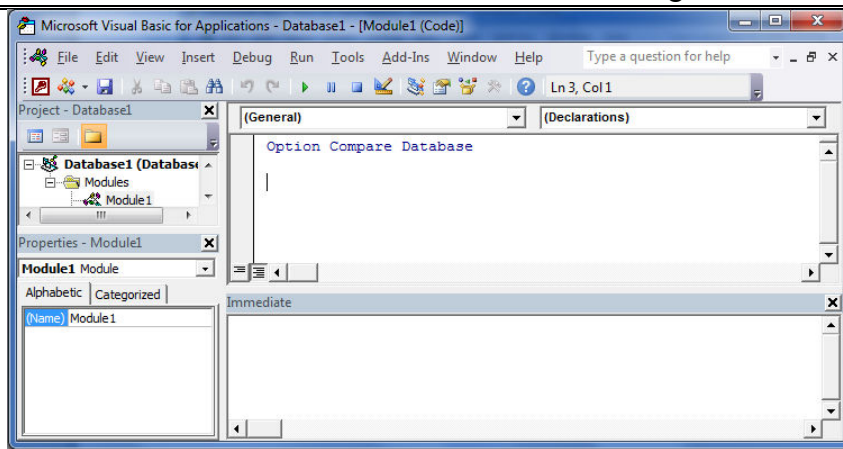 Microsoft Visual Basic for Applications - Database1 - [Module1 (Code)]
File Edit View Insert Debug Run Tools Add-Ins Window Help Type a question for help
Ln 3, Col 1
Project - Database1
Database1 (Database
Modules
Module1
Properties - Module1
Module1 Module
Alphabetic Categorized
(Name) Module1
(General) (Declarations)
Option Compare Database
Immediate